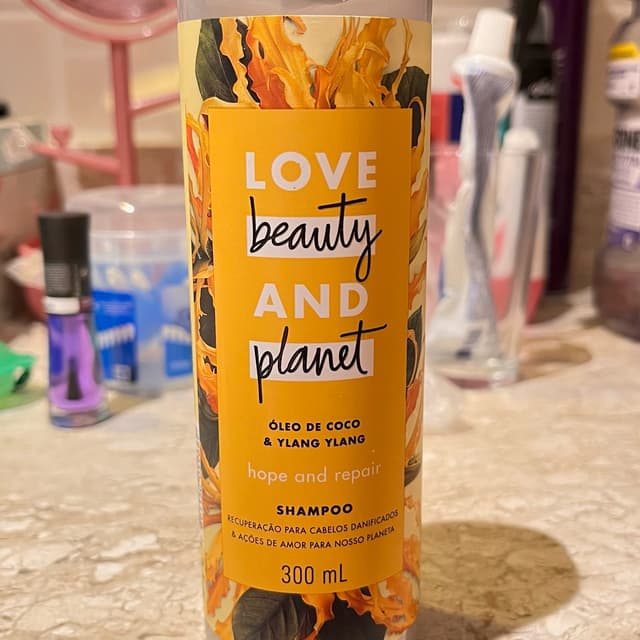 LOVE
beauty
AND
planet
ÓLEO DE COCO
& YLANG YLANG
hope and repair
SHAMPOO
RECUPERAÇÃO PARA CABELOS DANIFICADOS
& AÇÕES DE AMOR PARA NOSSO PLANETA
300 mL